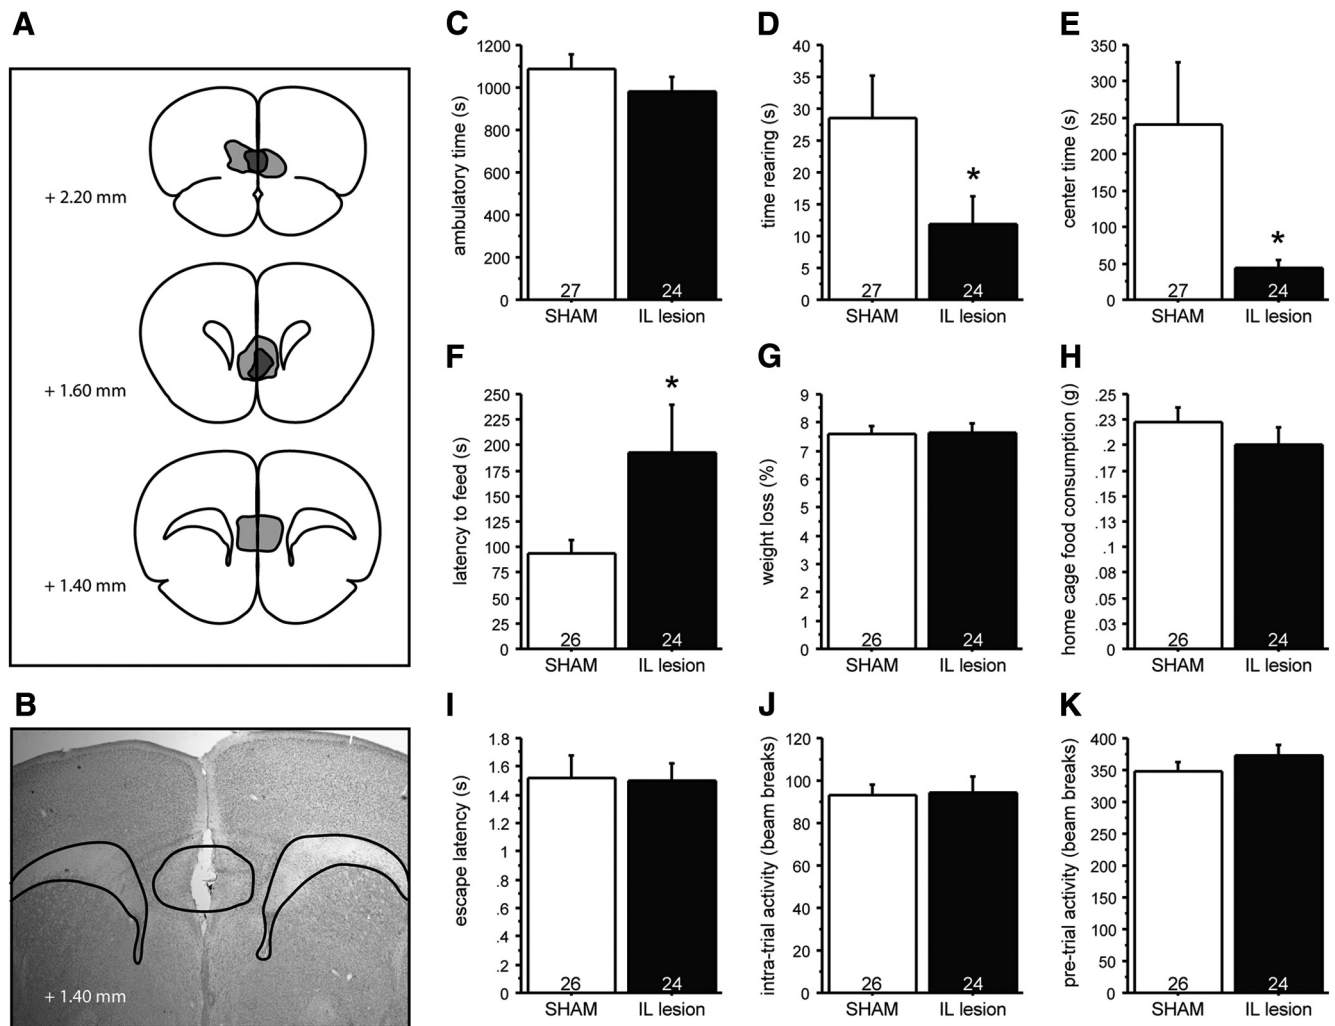 A
+ 2.20 mm
+ 1.60 mm
+ 1.40 mm
B
+ 1.40 mm
C
ambulatory time (s)
1200
1000
800
600
400
200
0
27
24
SHAM
IL lesion
D
time rearing (s)
40
35
30
25
20
15
10
5
0
*
27
24
SHAM
IL lesion
E
center time (s)
350
300
250
200
150
100
50
0
*
27
24
SHAM
IL lesion
F
latency to feed (s)
250
225
200
175
150
125
100
75
50
25
0
*
26
24
SHAM
IL lesion
G
weight loss (%)
9
8
7
6
5
4
3
2
1
0
26
24
SHAM
IL lesion
H
home cage food consumption (g)
.25
.23
.2
.17
.15
.13
.1
.08
.05
.03
0
26
24
SHAM
IL lesion
I
escape latency (s)
1.8
1.6
1.4
1.2
1
.8
.6
.4
.2
0
26
24
SHAM
IL lesion
J
intra-trial activity (beam breaks)
120
100
80
60
40
20
0
26
24
SHAM
IL lesion
K
pre-trial activity (beam breaks)
400
350
300
250
200
150
100
50
0
26
24
SHAM
IL lesion